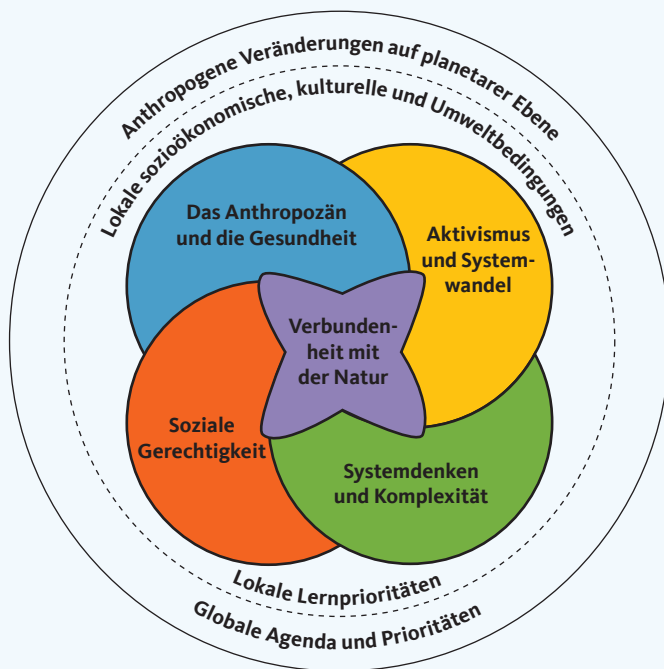 Anthropogene Veränderungen auf planetarer Ebene
Lokale sozioökonomische, kulturelle und Umweltbedingungen
Das Anthropozän
und die Gesundheit
Aktivismus
und System-
wandel
Verbunden-
heit mit
der Natur
Soziale
Gerechtigkeit
Systemdenken
und Komplexität
Lokale Lernprioritäten
Globale Agenda und Prioritäten